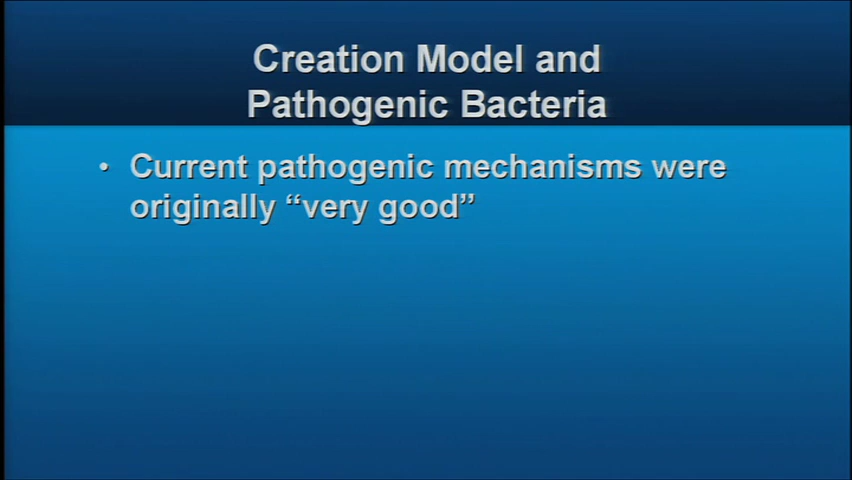 Creation Model and
Pathogenic Bacteria
• Current pathogenic mechanisms were
originally “very good”